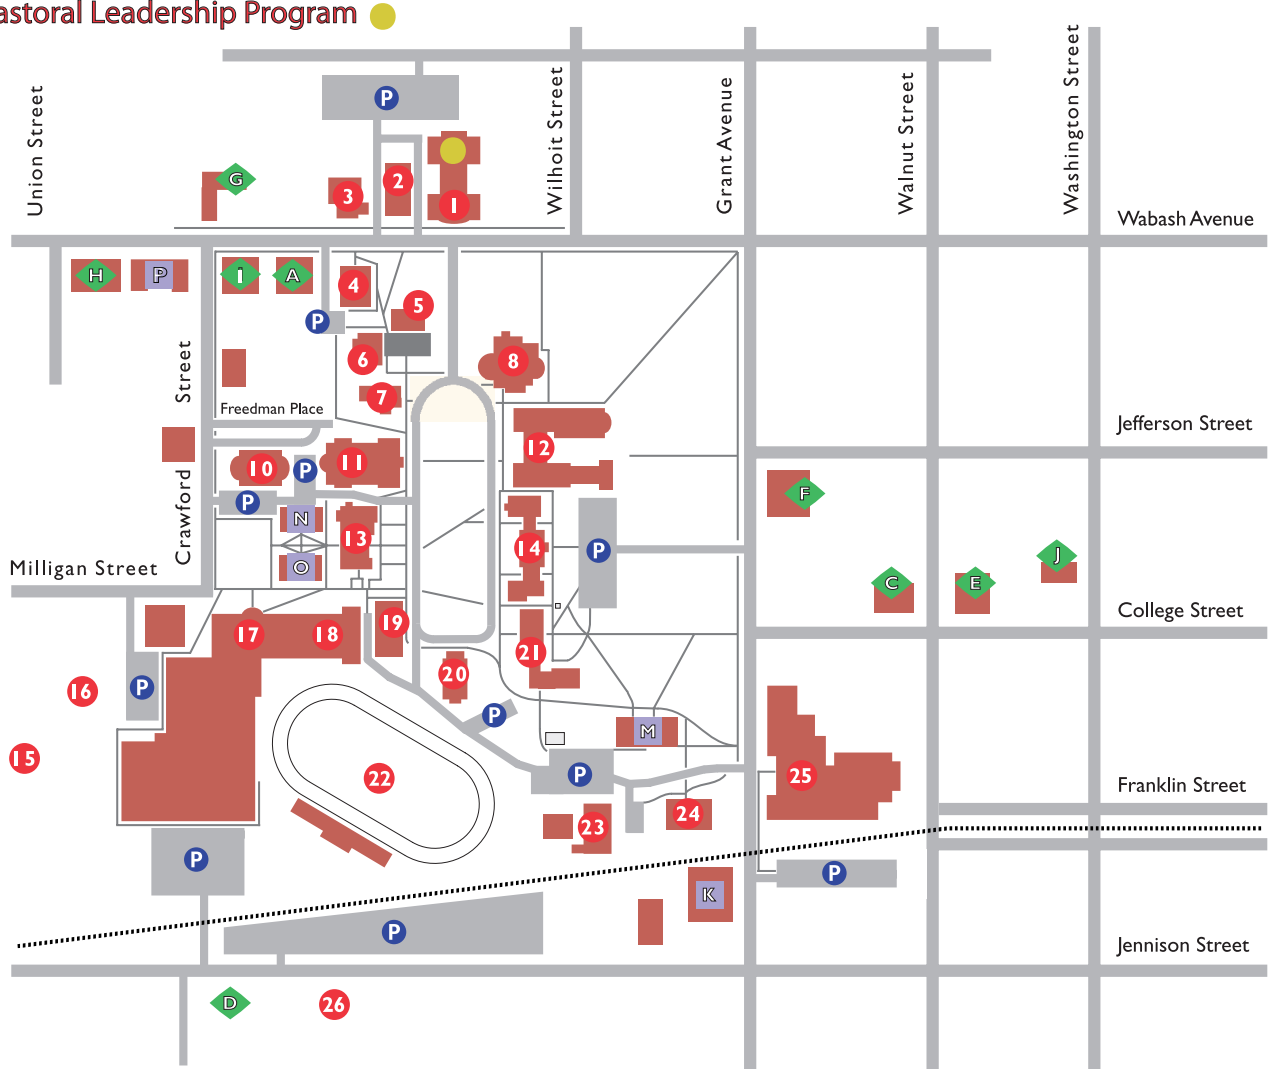 astoral Leadership Program
Union Street
Wilhoit Street
Grant Avenue
Walnut Street
Washington Street
P
G
3
2
1
Wabash Avenue
H
P
I
A
4
5
P
6
8
7
Crawford Street
Freedman Place
Jefferson Street
12
10
P
11
P
F
N
13
14
P
O
Milligan Street
C
E
J
College Street
19
17
18
21
20
16
P
P
M
15
22
P
25
Franklin Street
24
23
P
P
K
P
Jennison Street
D
26